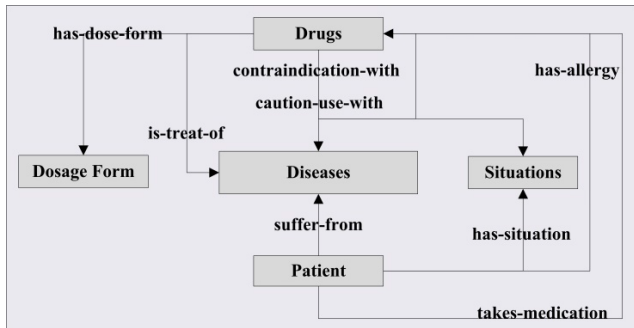 has-dose-form
Drugs
contraindication-with
has-allergy
caution-use-with
is-treat-of
Dosage Form
Diseases
Situations
suffer-from
has-situation
Patient
takes-medication